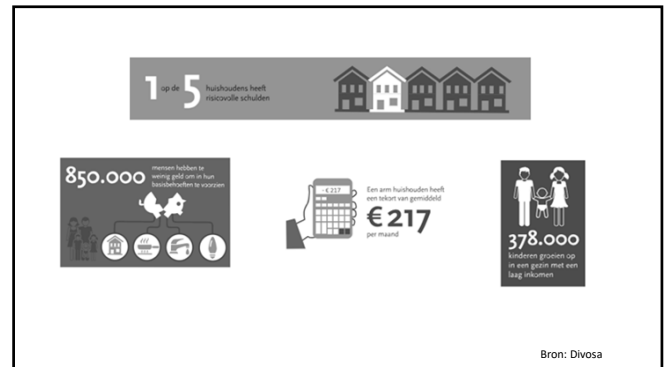 1 op de 5 huishoudens heeft
risicovolle schulden
850.000 mensen hebben te
weinig geld om in hun
basisbehoeften te voorzien
- € 217
Een arm huishouden heeft
een tekort van gemiddeld
€ 217
per maand
378.000
kinderen groeien op
in een gezin met een
laag inkomen
Bron: Divosa